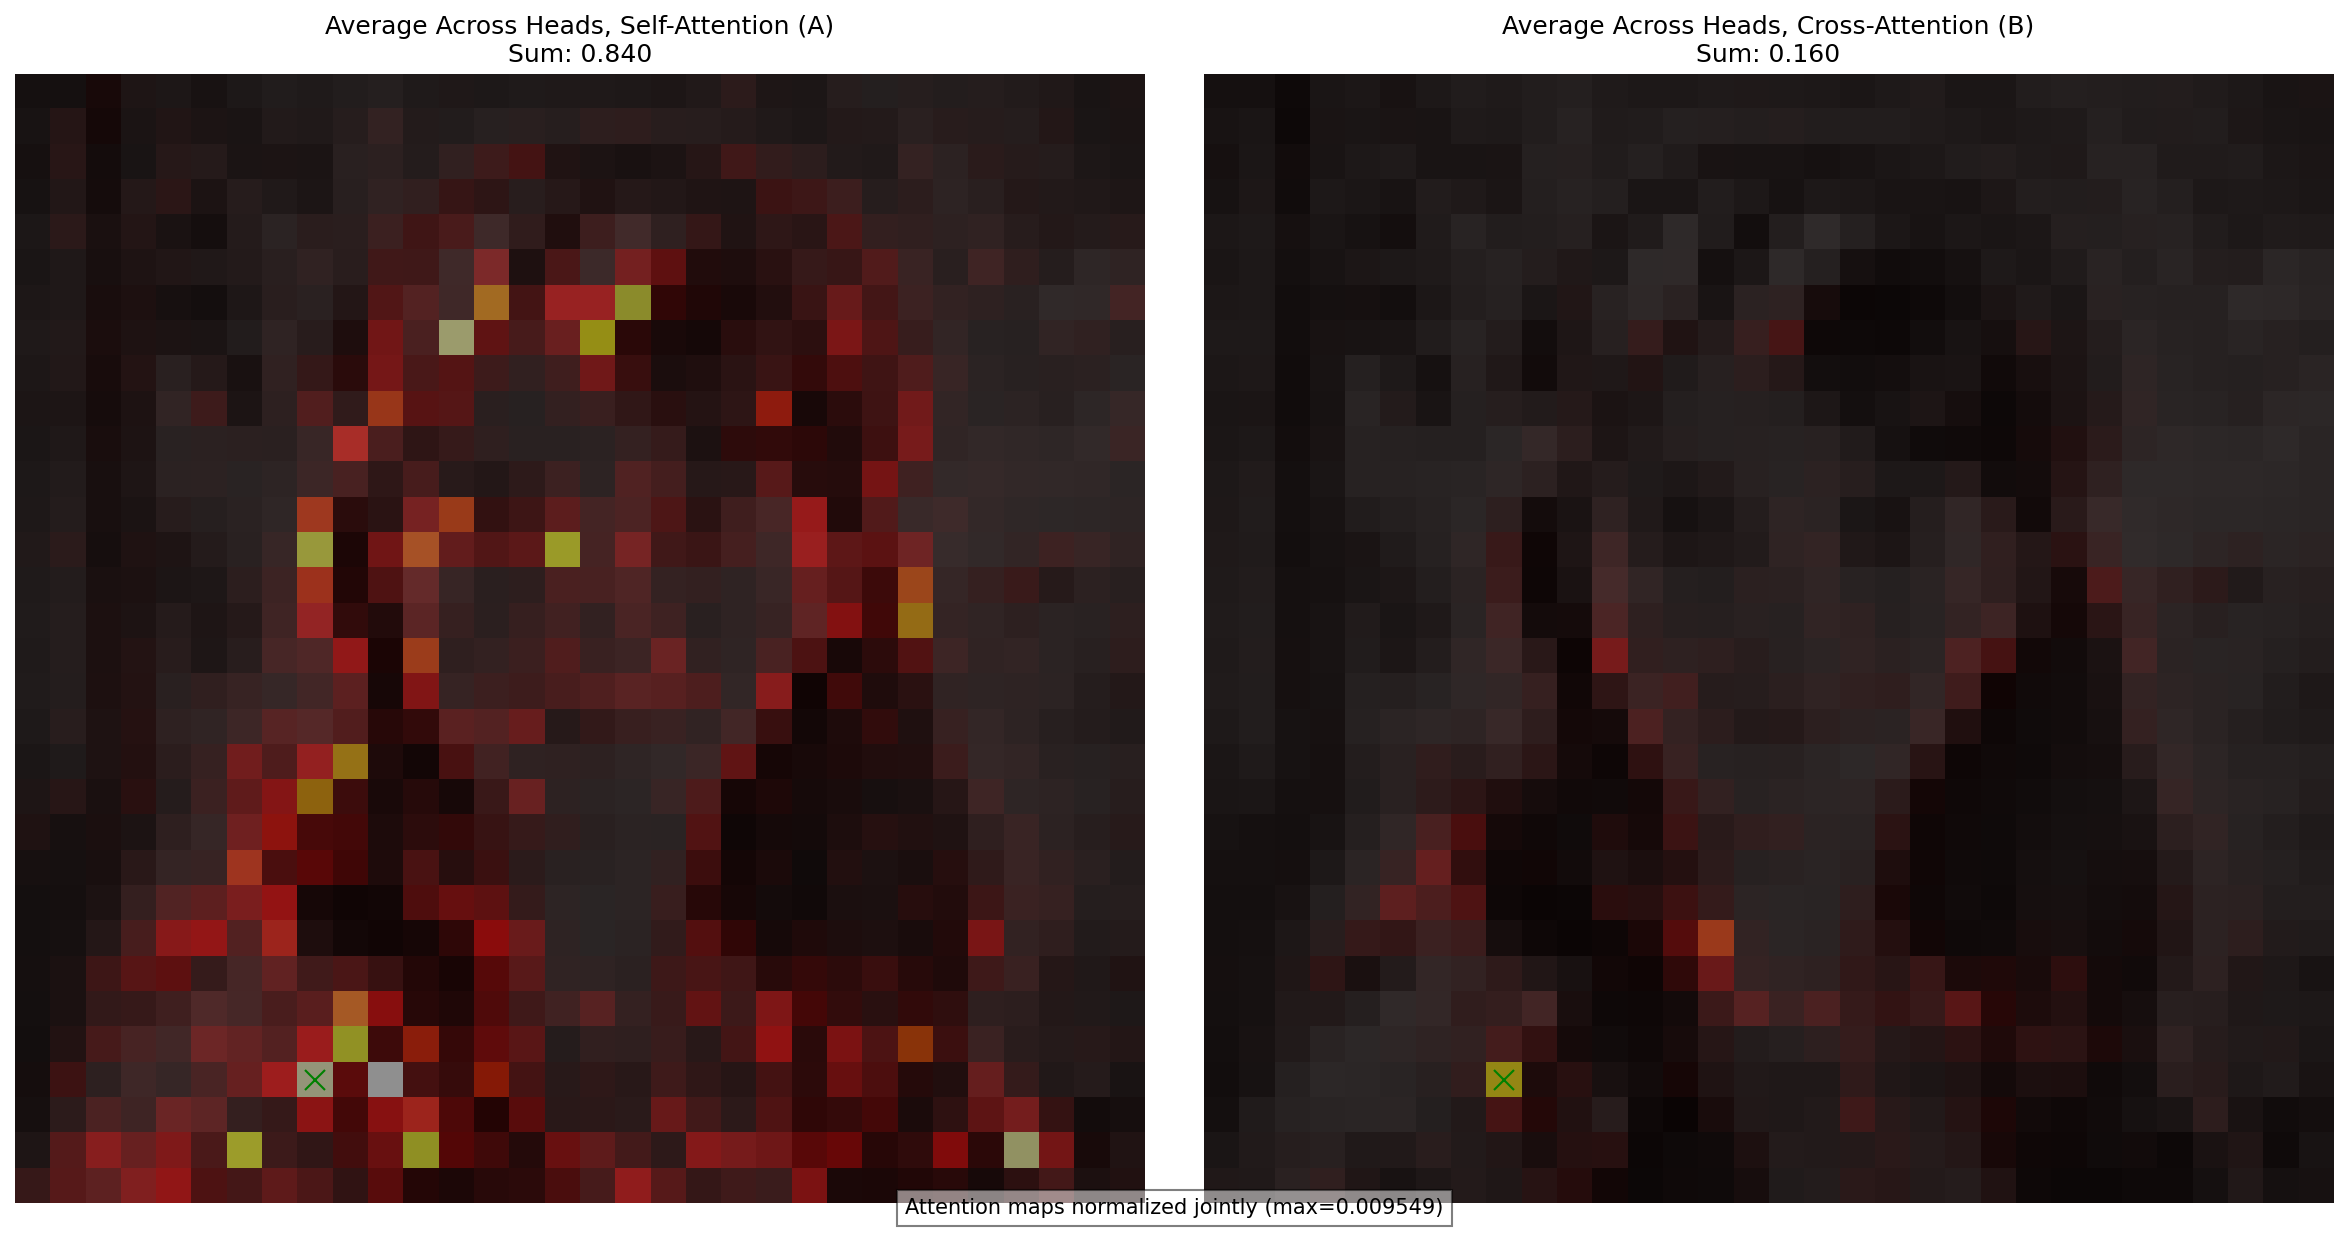 Average Across Heads, Self-Attention (A)
Sum: 0.840
Average Across Heads, Cross-Attention (B)
Sum: 0.160
Attention maps normalized jointly (max=0.009549)